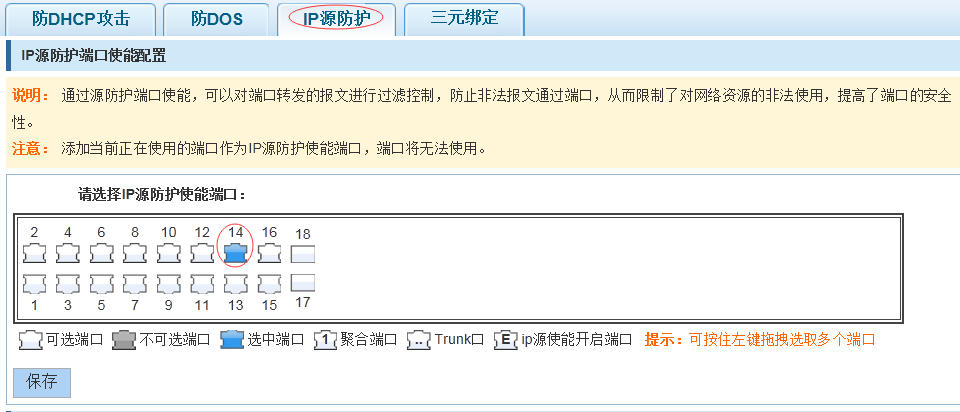 防DHCP攻击 防DOS IP源防护 三元绑定
IP源防护端口使能配置
说明： 通过源防护端口使能，可以对端口转发的报文进行过滤控制，防止非法报文通过端口，从而限制了对网络资源的非法使用，提高了端口的安全
性。
注意： 添加当前正在使用的端口作为IP源防护使能端口，端口将无法使用。
请选择IP源防护使能端口：
2 4 6 8 10 12 14 16 18
1 3 5 7 9 11 13 15 17
可选端口 不可选端口 选中端口 1 聚合端口 .. Trunk口 E ip源使能开启端口 提示：可按住左键拖拽选取多个端口
保存